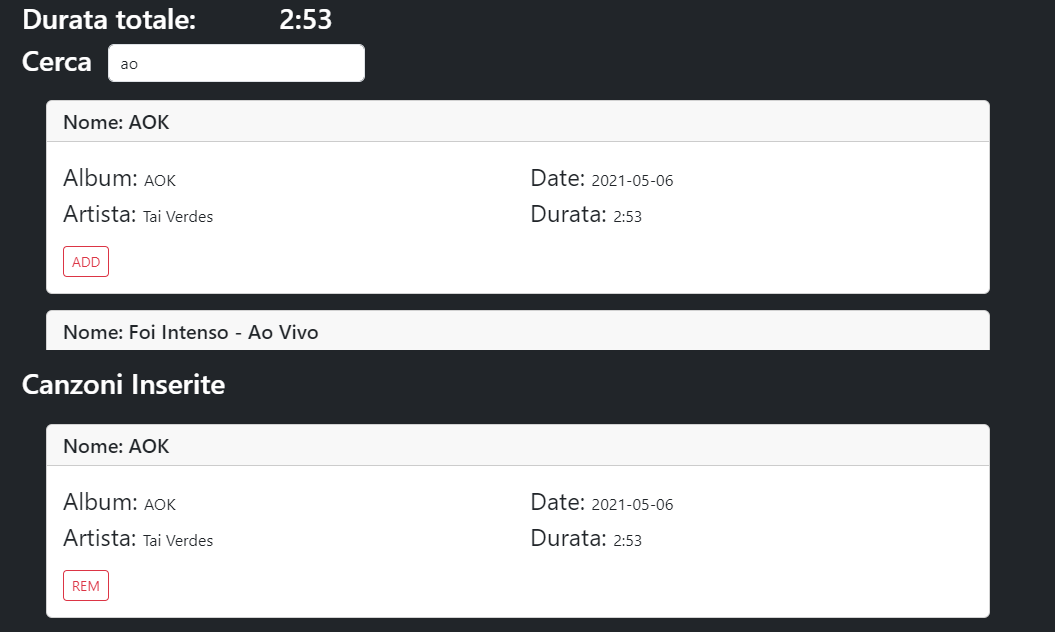 Durata totale: 2:53
Cerca ao
Nome: AOK
Album: AOK Date: 2021-05-06
Artista: Tai Verdes Durata: 2:53
ADD
Nome: Foi Intenso - Ao Vivo
Canzoni Inserite
Nome: AOK
Album: AOK Date: 2021-05-06
Artista: Tai Verdes Durata: 2:53
REM